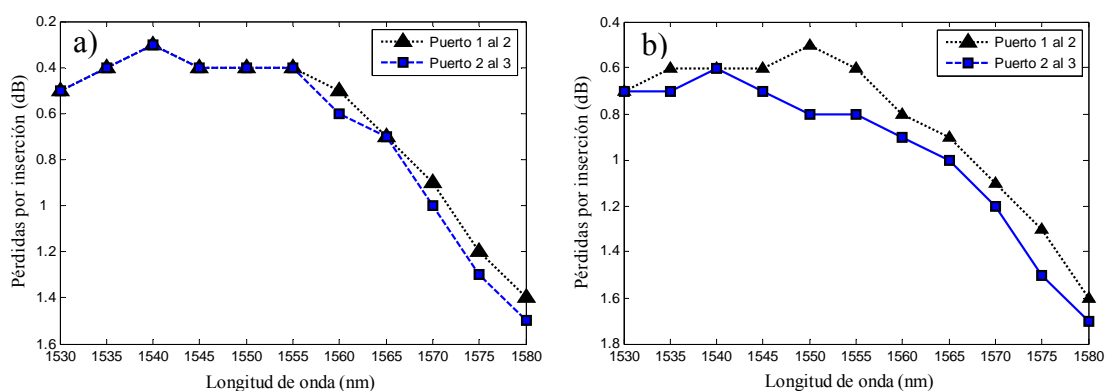 a)
Puerto 1 al 2
Puerto 2 al 3
Pérdidas por inserción (dB)
0.2
0.4
0.6
0.8
1
1.2
1.4
1.6
1530 1535 1540 1545 1550 1555 1560 1565 1570 1575 1580
Longitud de onda (nm)
b)
Puerto 1 al 2
Puerto 2 al 3
Pérdidas por inserción (dB)
0.4
0.6
0.8
1
1.2
1.4
1.6
1.8
1530 1535 1540 1545 1550 1555 1560 1565 1570 1575 1580
Longitud de onda (nm)